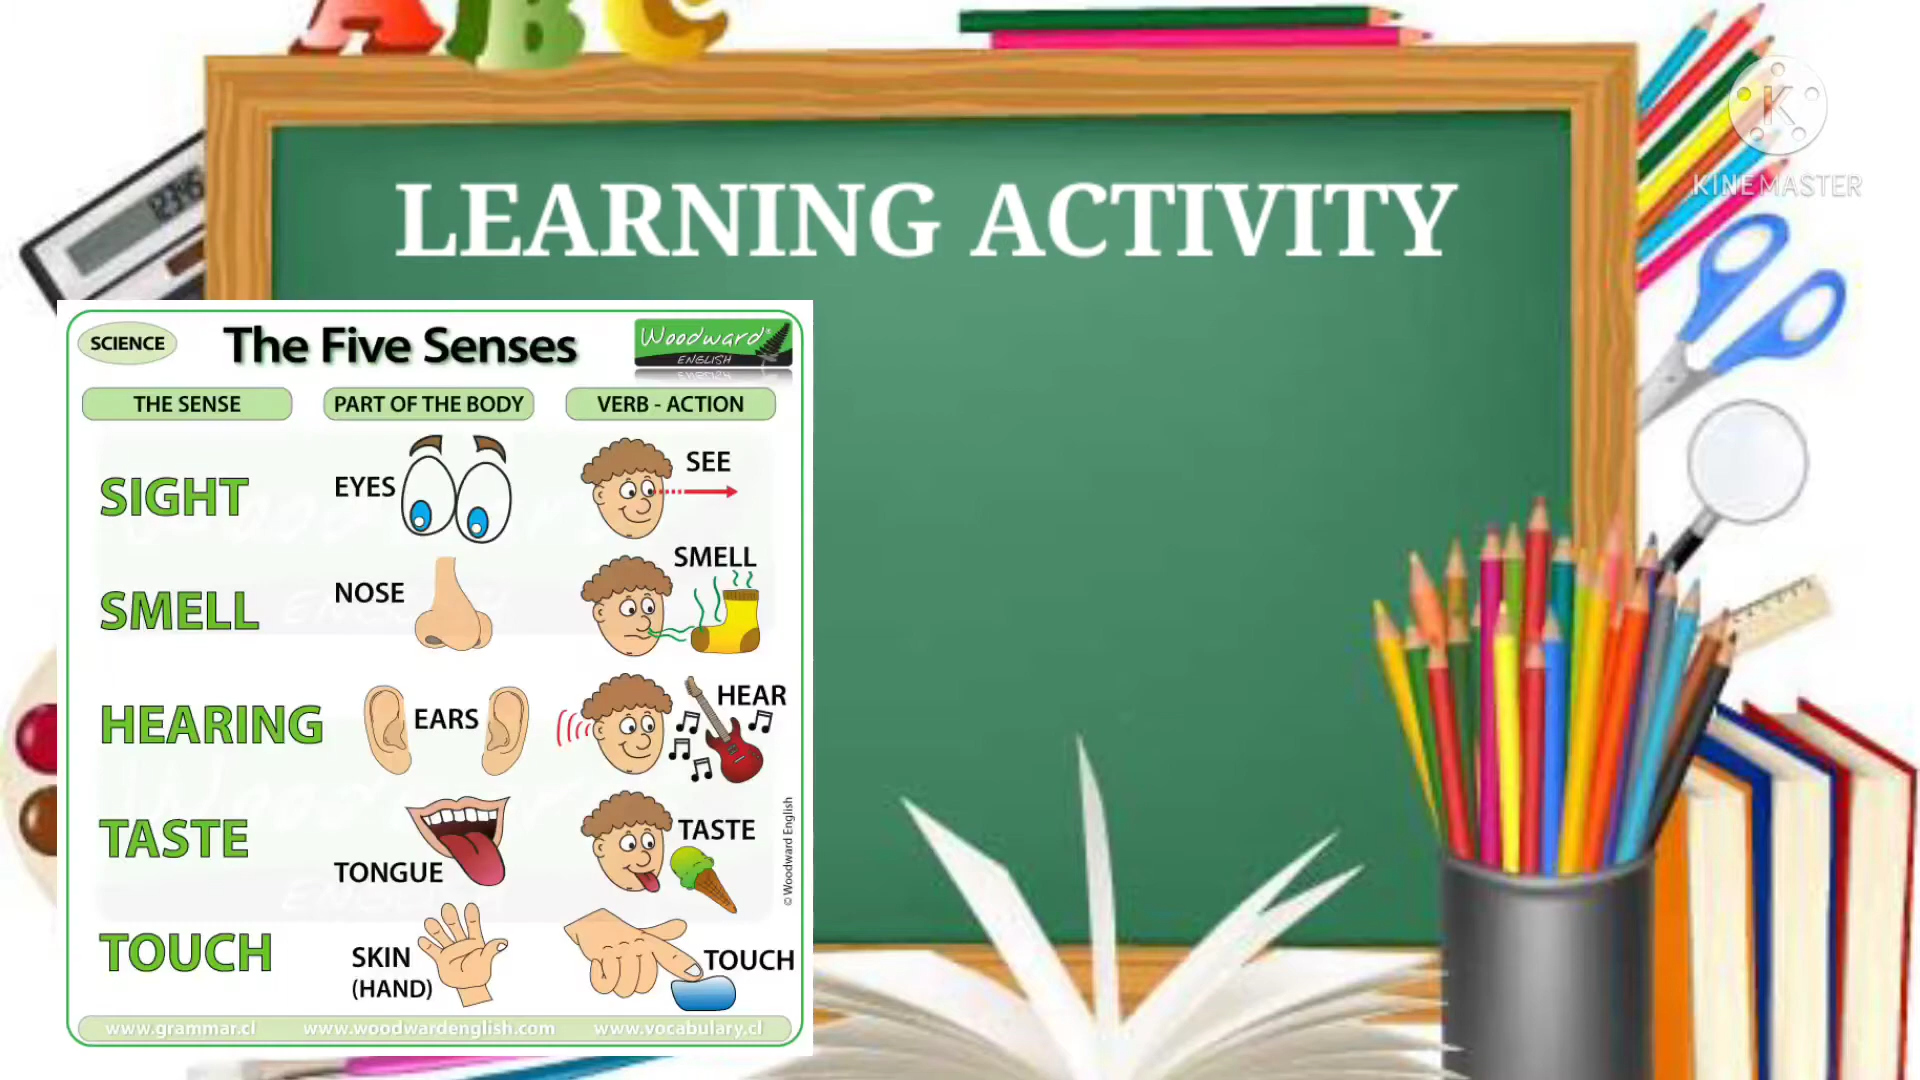 ABC
K
KINEMASTER
LEARNING ACTIVITY
SCIENCE
The Five Senses
Woodward®
ENGLISH
THE SENSE
PART OF THE BODY
VERB - ACTION
SIGHT
EYES
SEE
SMELL
NOSE
SMELL
HEARING
EARS
HEAR
TASTE
TONGUE
TASTE
TOUCH
SKIN
(HAND)
TOUCH
© Woodward English
www.grammar.cl
www.woodwardenglish.com
www.vocabulary.cl